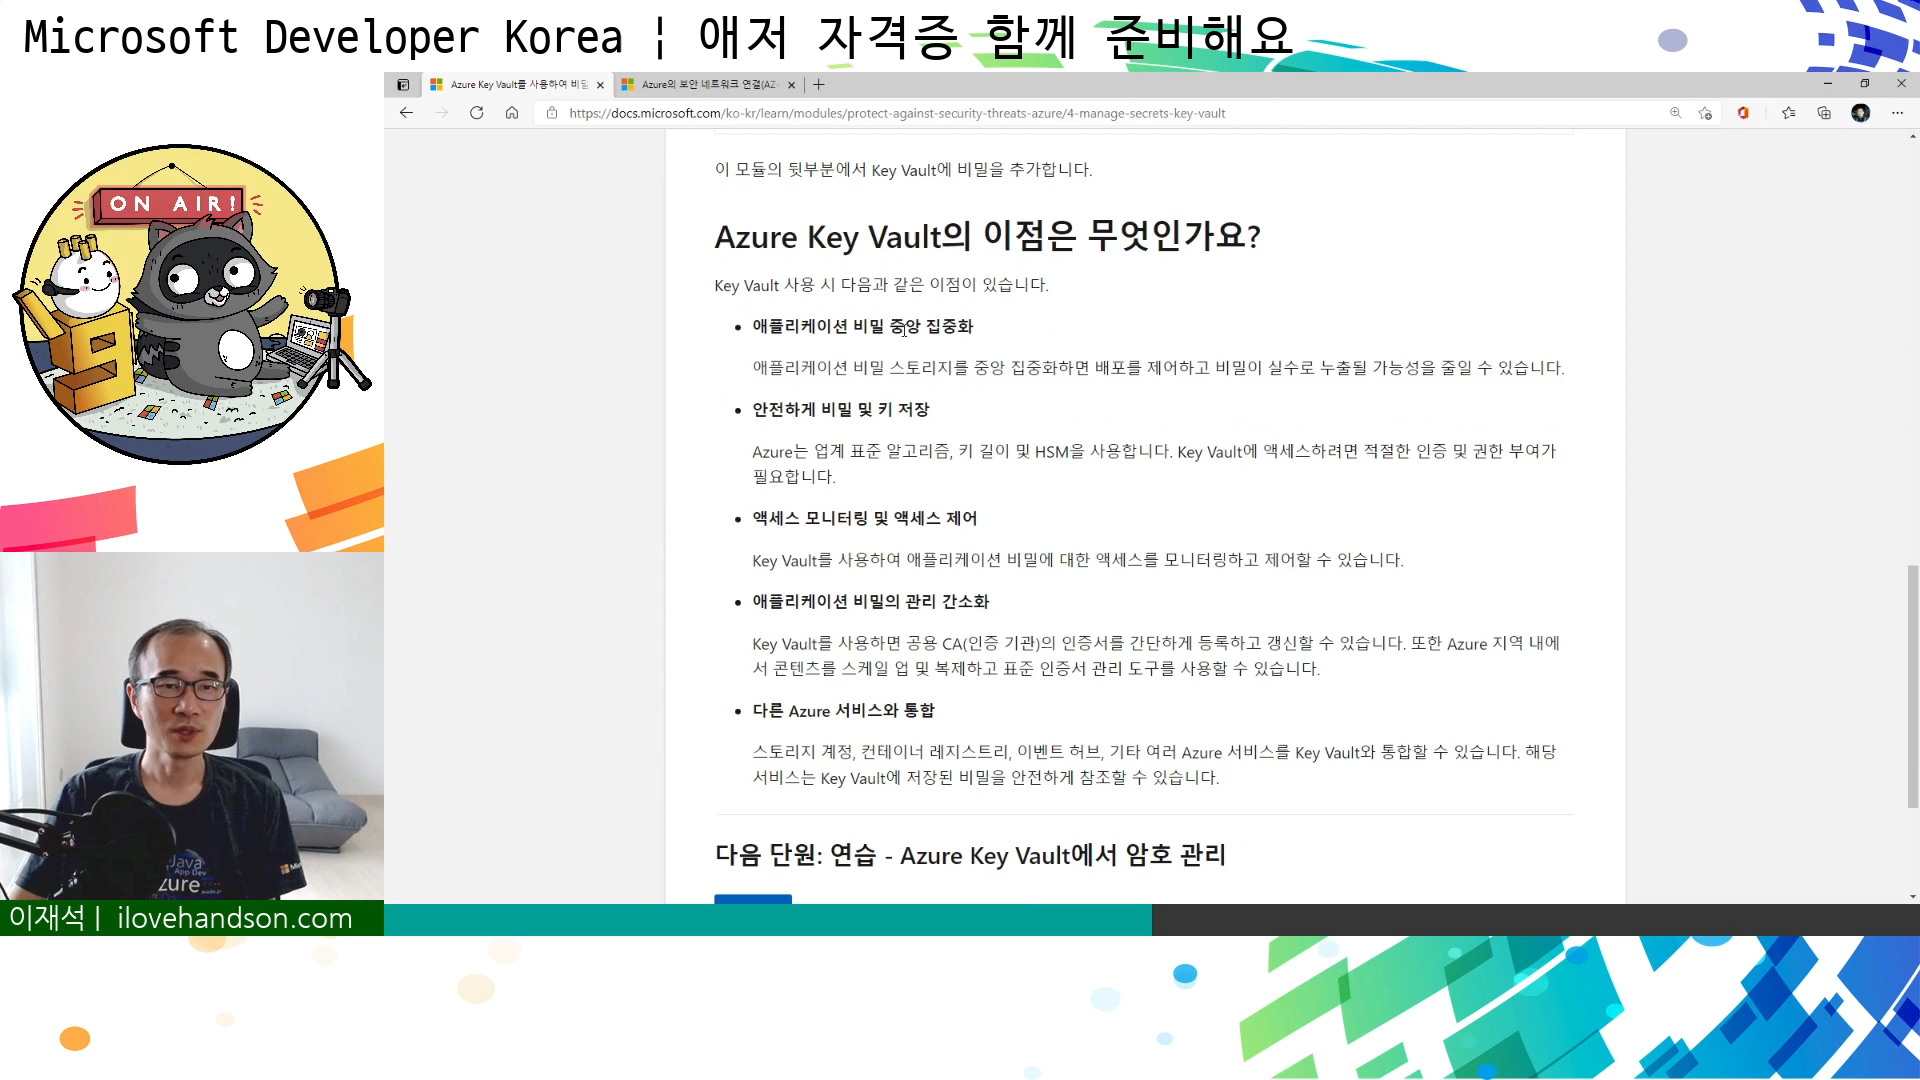 Microsoft Developer Korea | 애저 자격증 함께 준비해요
Azure Key Vault를 사용하여 비밀
Azure의 보안 네트워크 연결(AZ-
https://docs.microsoft.com/ko-kr/learn/modules/protect-against-security-threats-azure/4-manage-secrets-key-vault
ON AIR!
이 모듈의 뒷부분에서 Key Vault에 비밀을 추가합니다.
Azure Key Vault의 이점은 무엇인가요?
Key Vault 사용 시 다음과 같은 이점이 있습니다.
• 애플리케이션 비밀 중앙 집중화
애플리케이션 비밀 스토리지를 중앙 집중화하면 배포를 제어하고 비밀이 실수로 누출될 가능성을 줄일 수 있습니다.
• 안전하게 비밀 및 키 저장
Azure는 업계 표준 알고리즘, 키 길이 및 HSM을 사용합니다. Key Vault에 액세스하려면 적절한 인증 및 권한 부여가
필요합니다.
• 액세스 모니터링 및 액세스 제어
Key Vault를 사용하여 애플리케이션 비밀에 대한 액세스를 모니터링하고 제어할 수 있습니다.
• 애플리케이션 비밀의 관리 간소화
Key Vault를 사용하면 공용 CA(인증 기관)의 인증서를 간단하게 등록하고 갱신할 수 있습니다. 또한 Azure 지역 내에
서 콘텐츠를 스케일 업 및 복제하고 표준 인증서 관리 도구를 사용할 수 있습니다.
• 다른 Azure 서비스와 통합
스토리지 계정, 컨테이너 레지스트리, 이벤트 허브, 기타 여러 Azure 서비스를 Key Vault와 통합할 수 있습니다. 해당
서비스는 Key Vault에 저장된 비밀을 안전하게 참조할 수 있습니다.
다음 단원: 연습 - Azure Key Vault에서 암호 관리
Java
App Dev
zure
이재석 | ilovehandson.com